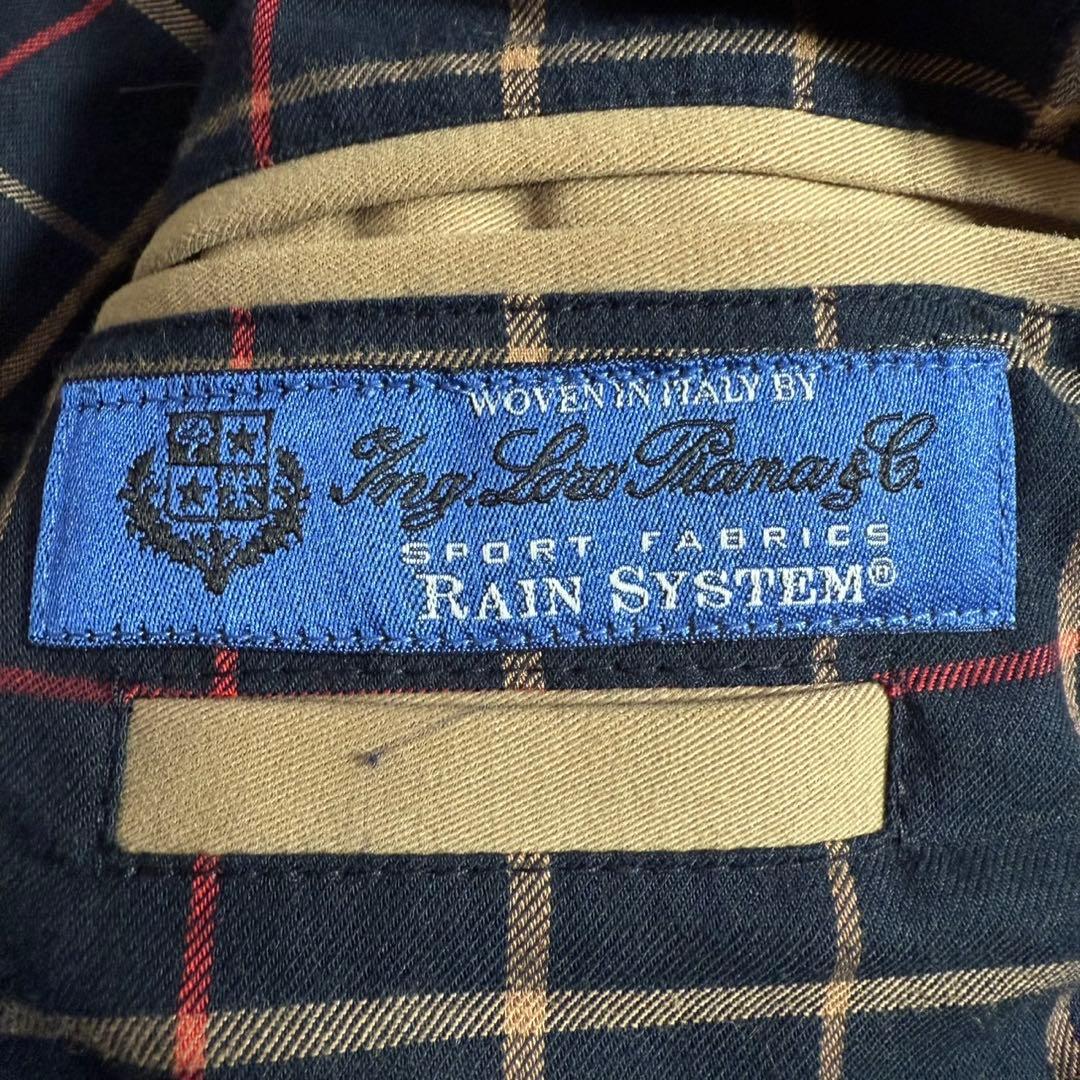 WOVEN IN ITALY BY
Ing. Loro Piana & C.
SPORT FABRICS
RAIN SYSTEM®